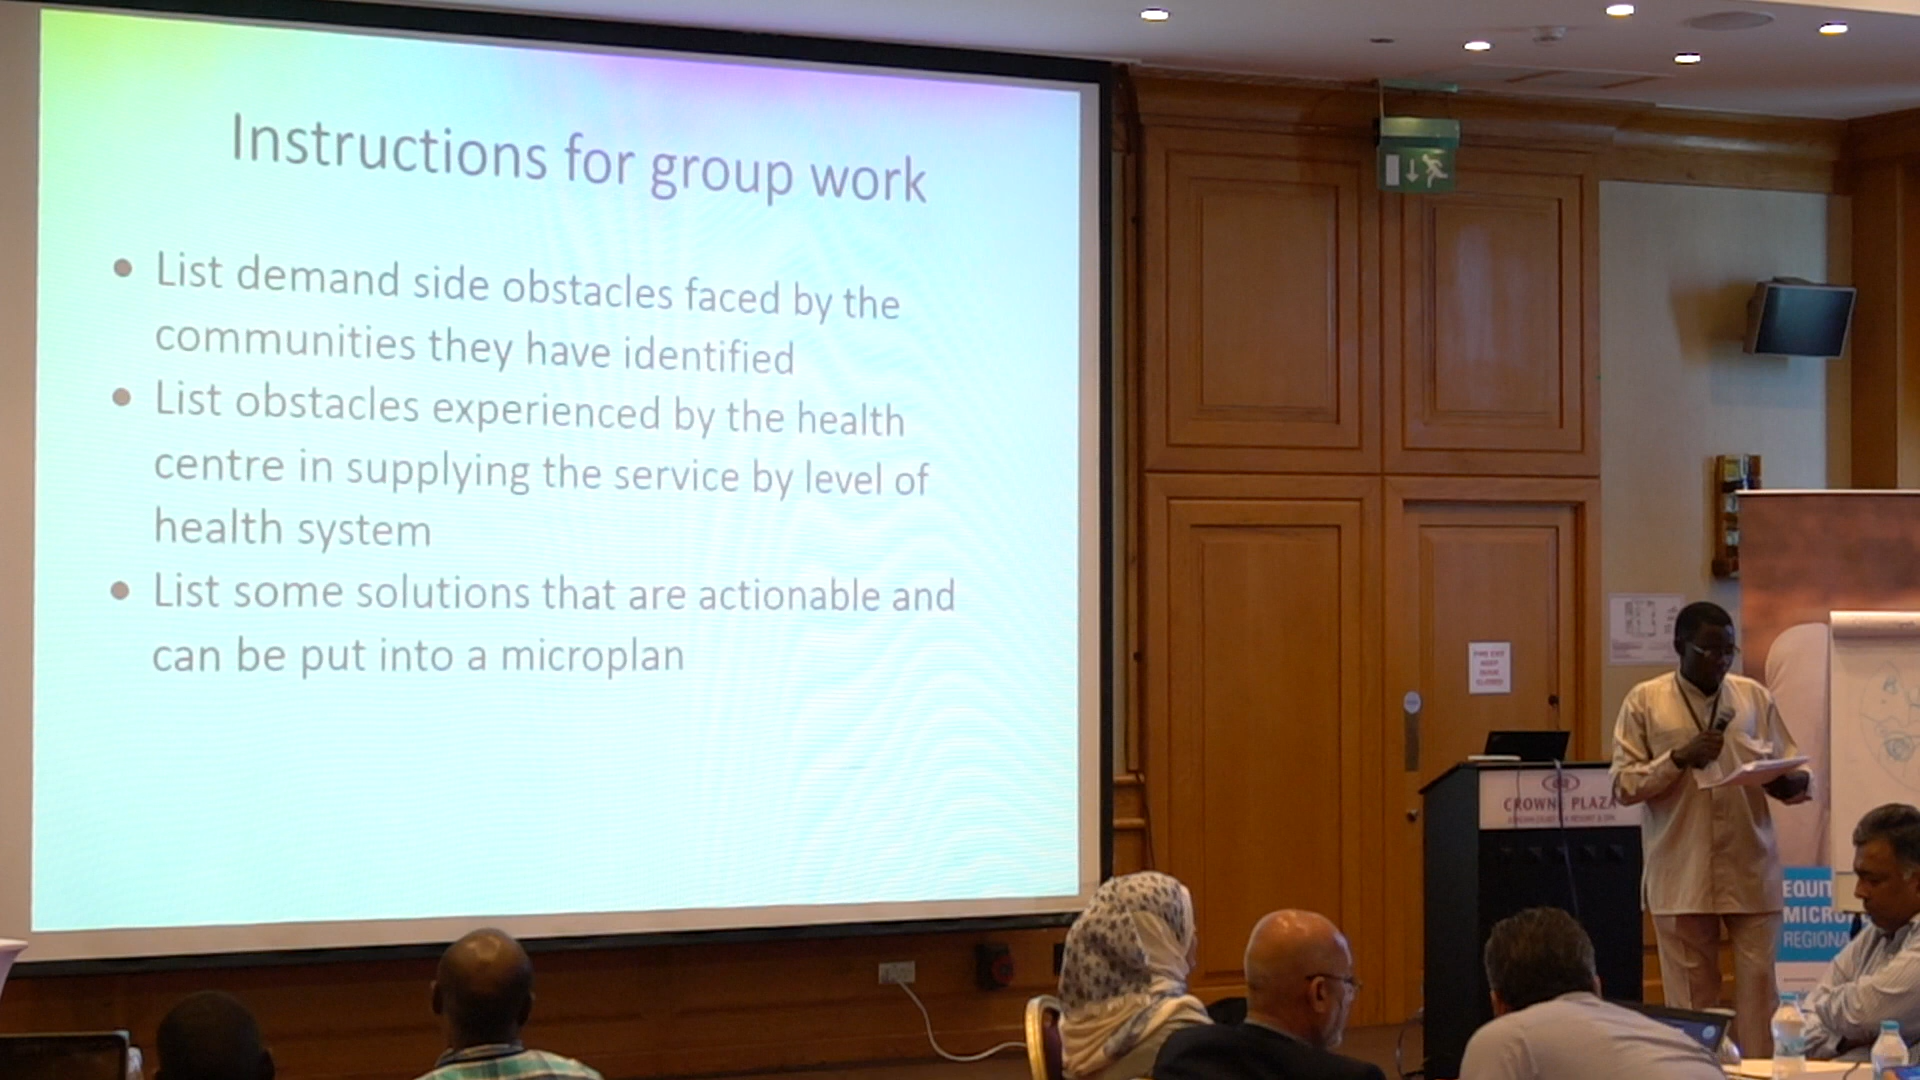 Instructions for group work
• List demand side obstacles faced by the
communities they have identified
• List obstacles experienced by the health
centre in supplying the service by level of
health system
• List some solutions that are actionable and
can be put into a microplan
CROWNE PLAZA
EQUIT
MICRO
REGIONA